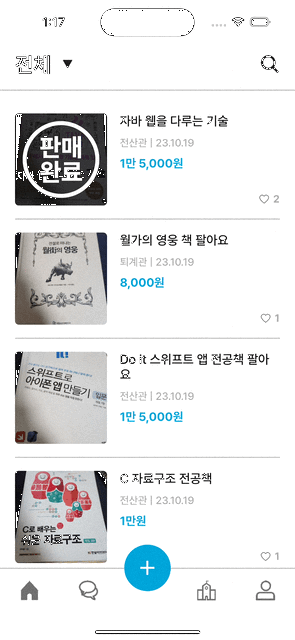 1:17
전체
판매
완료
자바 웹을 다루는 기술
전산관 | 23.10.19
1만 5,000원
2
월가의 영웅
월가의 영웅 책 팔아요
퇴계관 | 23.10.19
8,000원
1
스위프트로
아이폰 앱 만들기
Do it 스위프트 앱 전공책 팔아
요
전산관 | 23.10.19
1만 5,000원
C로 배우는
쉬운 자료구조
C 자료구조 전공책
전산관 | 23.10.19
1만원
1